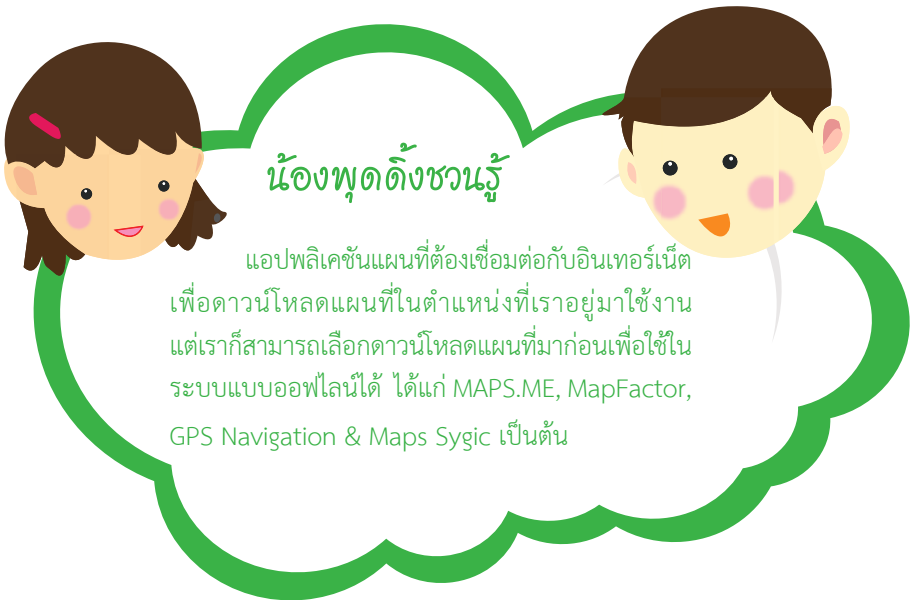 น้องพุดดิ้งชวนรู้
แอปพลิเคชันแผนที่ต้องเชื่อมต่อกับอินเทอร์เน็ต
เพื่อดาวน์โหลดแผนที่ในตำแหน่งที่เราอยู่มาใช้งาน
แต่เราก็สามารถเลือกดาวน์โหลดแผนที่มาก่อนเพื่อใช้ใน
ระบบแบบออฟไลน์ได้ ได้แก่ MAPS.ME, MapFactor,
GPS Navigation & Maps Sygic เป็นต้น